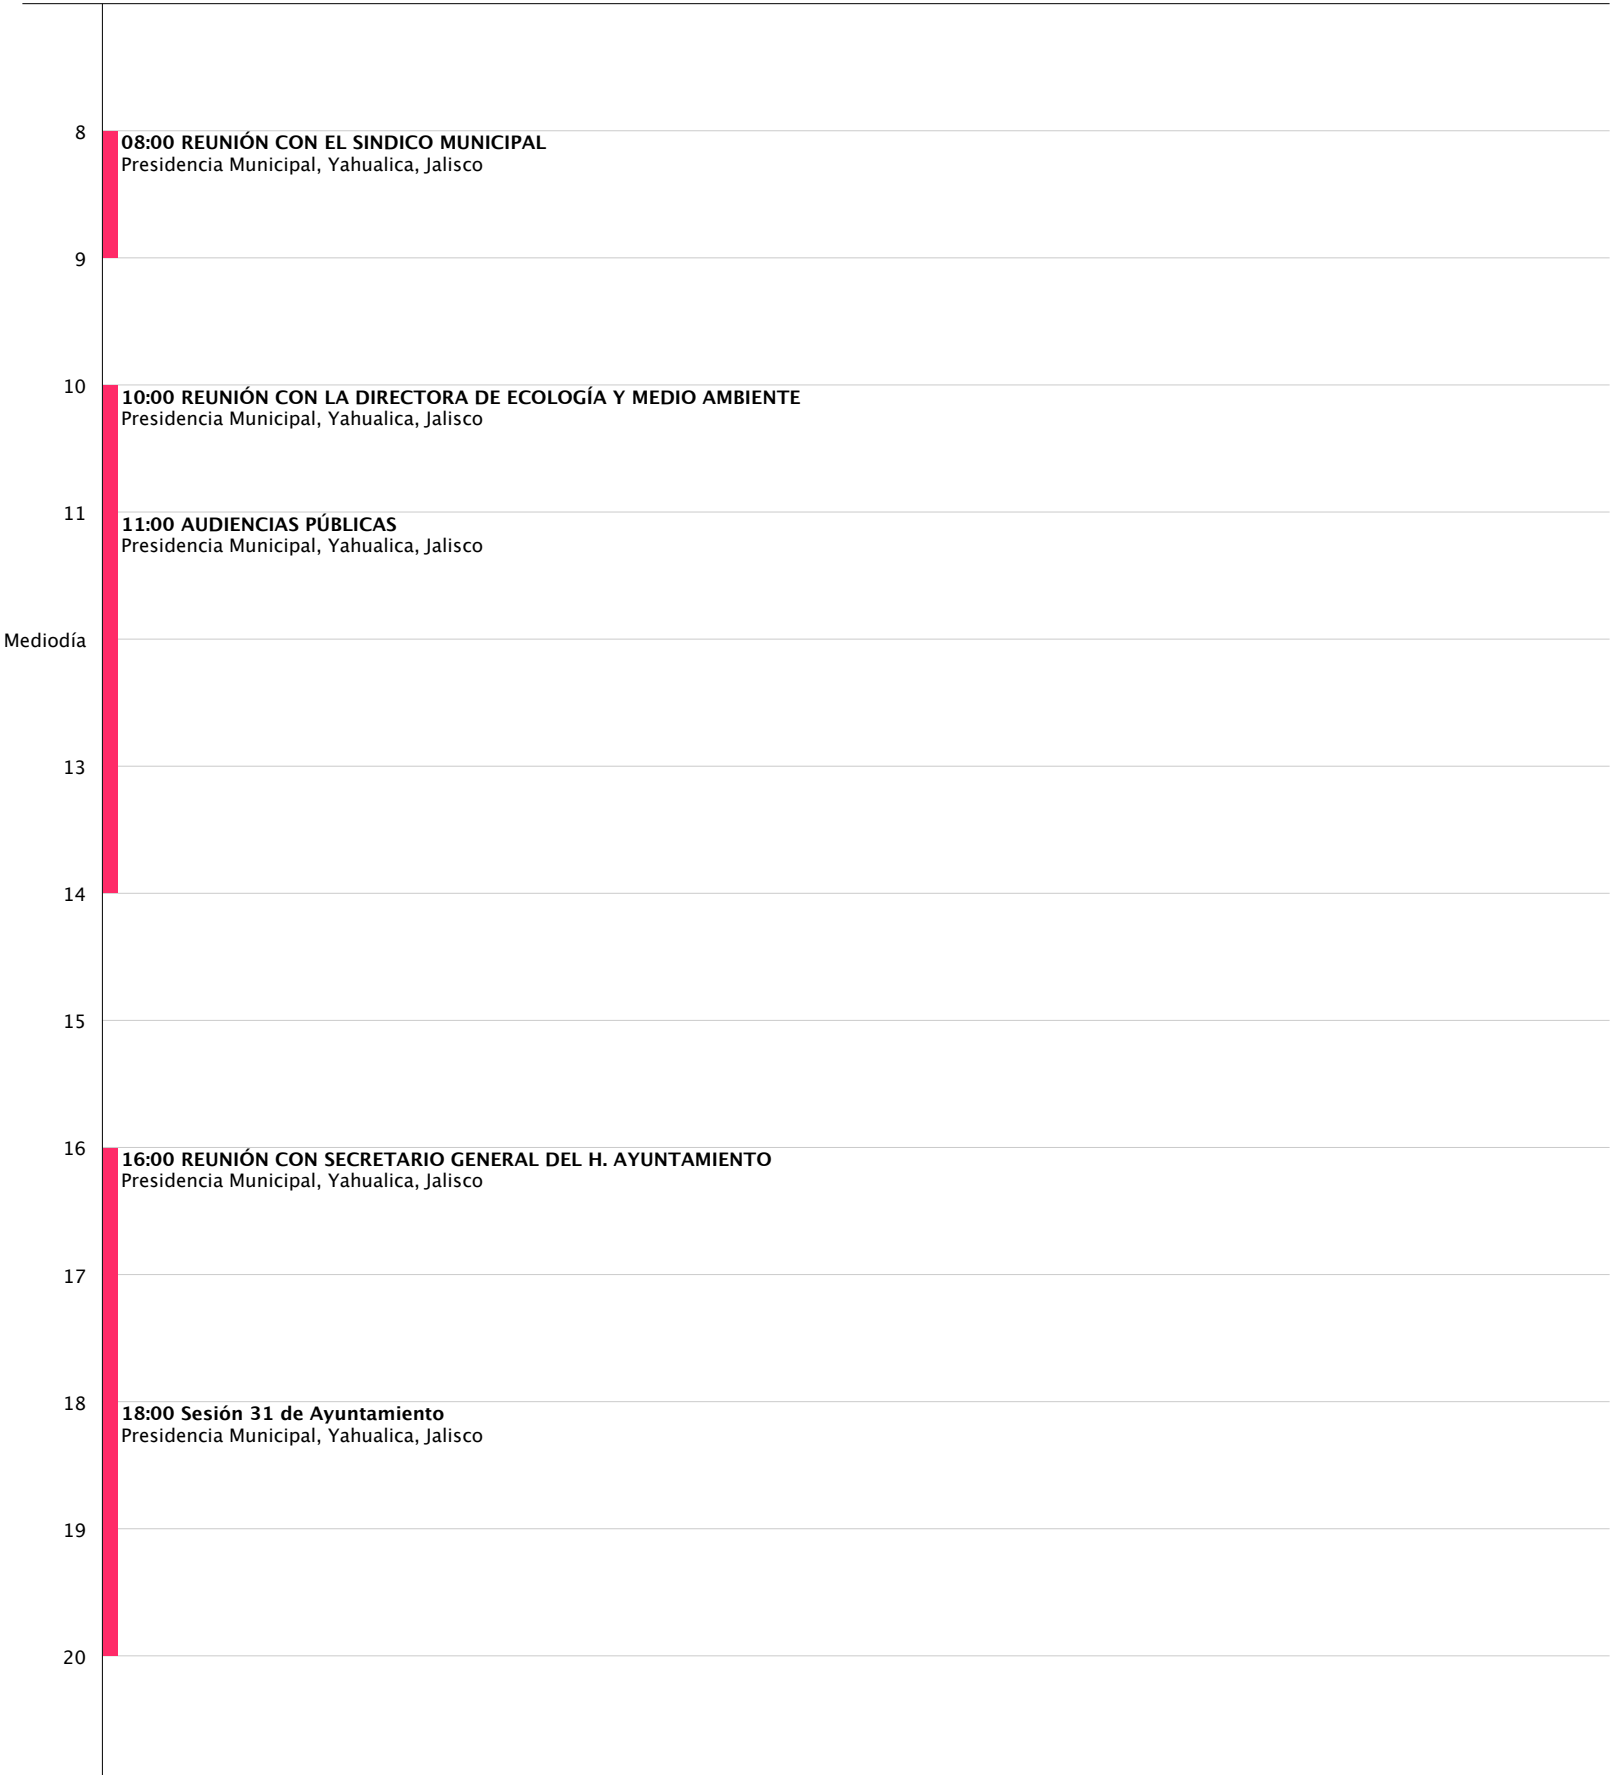 8
08:00 REUNIÓN CON EL SINDICO MUNICIPAL
Presidencia Municipal, Yahualica, Jalisco
9
10
10:00 REUNIÓN CON LA DIRECTORA DE ECOLOGÍA Y MEDIO AMBIENTE
Presidencia Municipal, Yahualica, Jalisco
11
11:00 AUDIENCIAS PÚBLICAS
Presidencia Municipal, Yahualica, Jalisco
Mediodía
13
14
15
16
16:00 REUNIÓN CON SECRETARIO GENERAL DEL H. AYUNTAMIENTO
Presidencia Municipal, Yahualica, Jalisco
17
18
18:00 Sesión 31 de Ayuntamiento
Presidencia Municipal, Yahualica, Jalisco
19
20